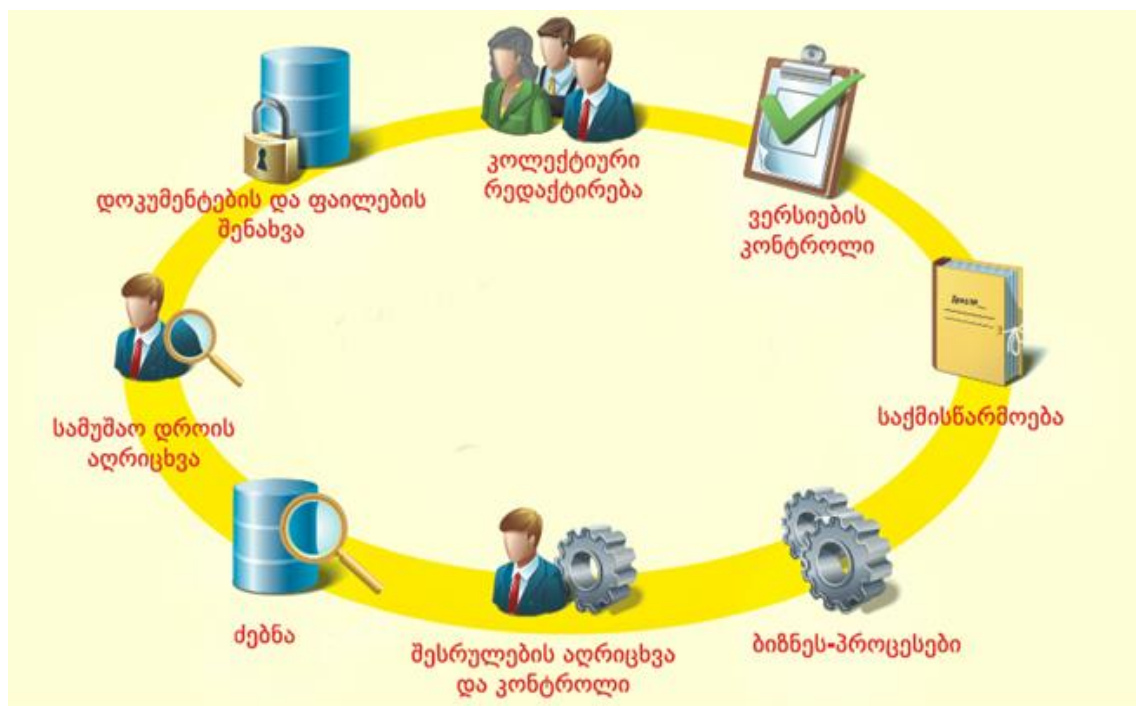 კოლექტიური
რედაქტირება
დოკუმენტების და ფაილების
შენახვა
ვერსიების
კონტროლი
საქმისწარმოება
სამუშაო დროის
აღრიცხვა
ძებნა
შესრულების აღრიცხვა
და კონტროლი
ბიზნეს-პროცესები